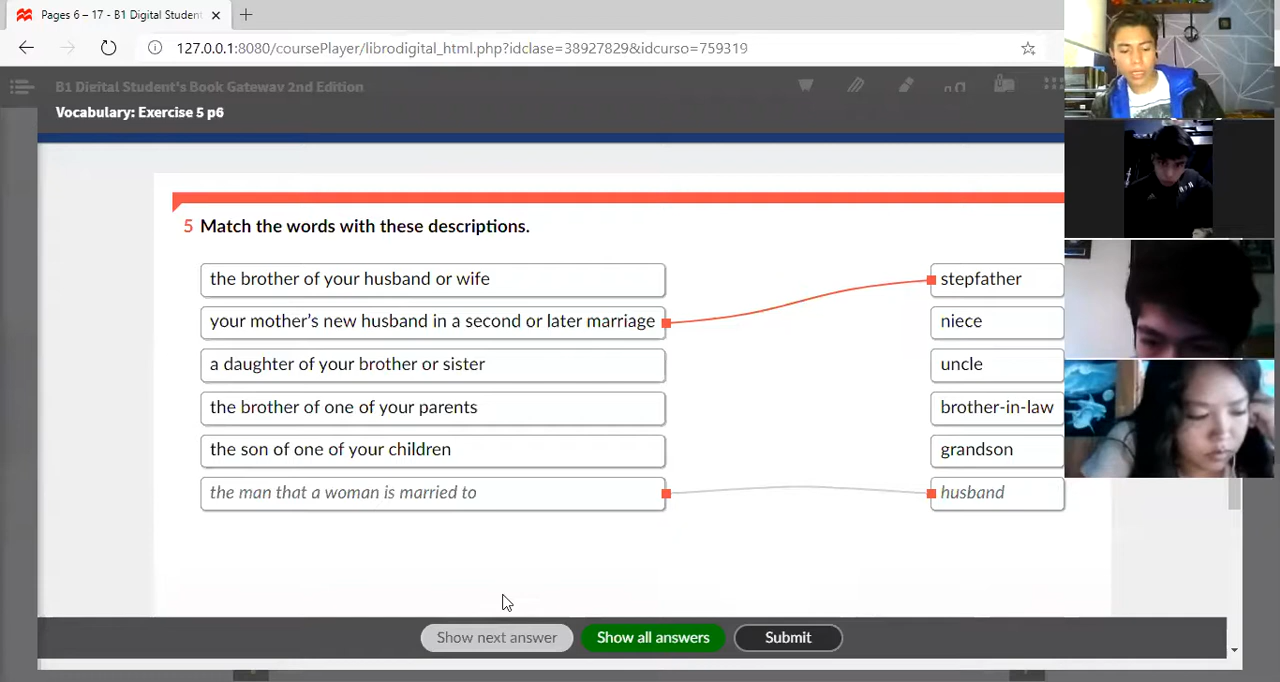 Pages 6 – 17 - B1 Digital Student
127.0.0.1:8080/coursePlayer/librodigital_html.php?idclase=38927829&idcurso=759319
B1 Digital Student's Book Gateway 2nd Edition
Vocabulary: Exercise 5 p6
5 Match the words with these descriptions.
the brother of your husband or wife
stepfather
your mother's new husband in a second or later marriage
niece
a daughter of your brother or sister
uncle
the brother of one of your parents
brother-in-law
the son of one of your children
grandson
the man that a woman is married to
husband
Show next answer
Show all answers
Submit